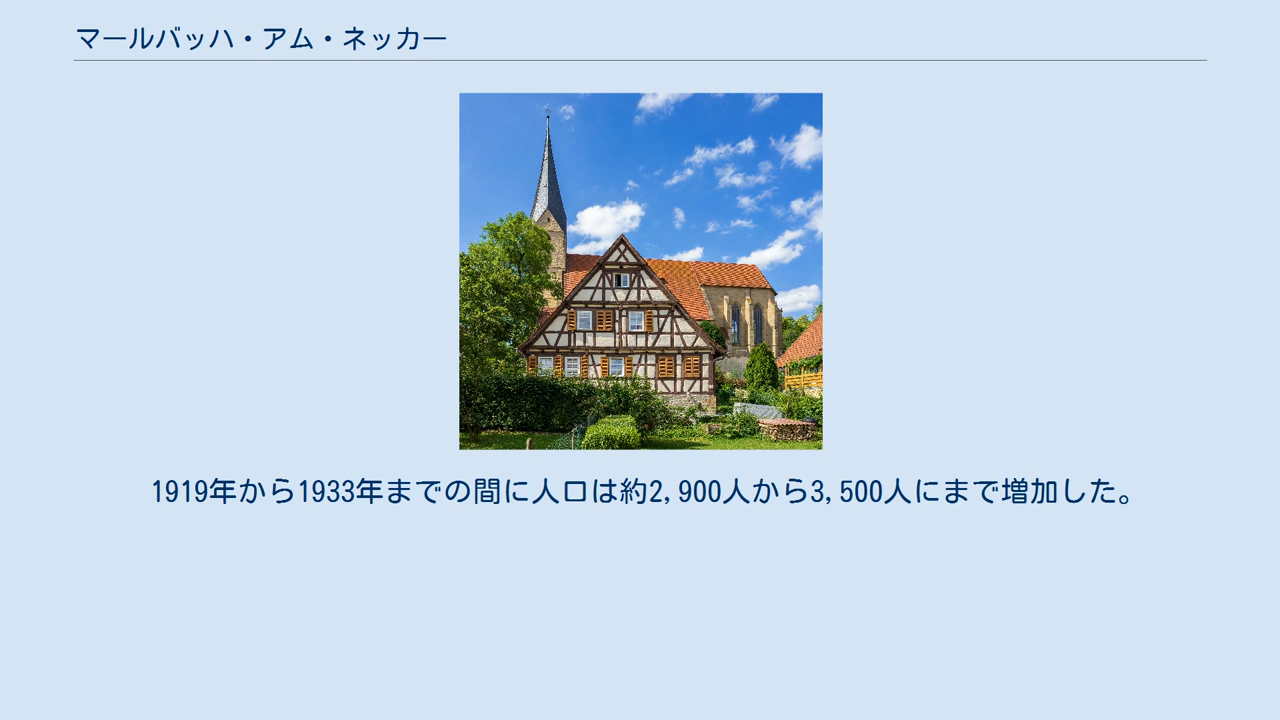 マールバッハ・アム・ネッカー
1919年から1933年までの間に人口は約2,900人から3,500人にまで増加した。